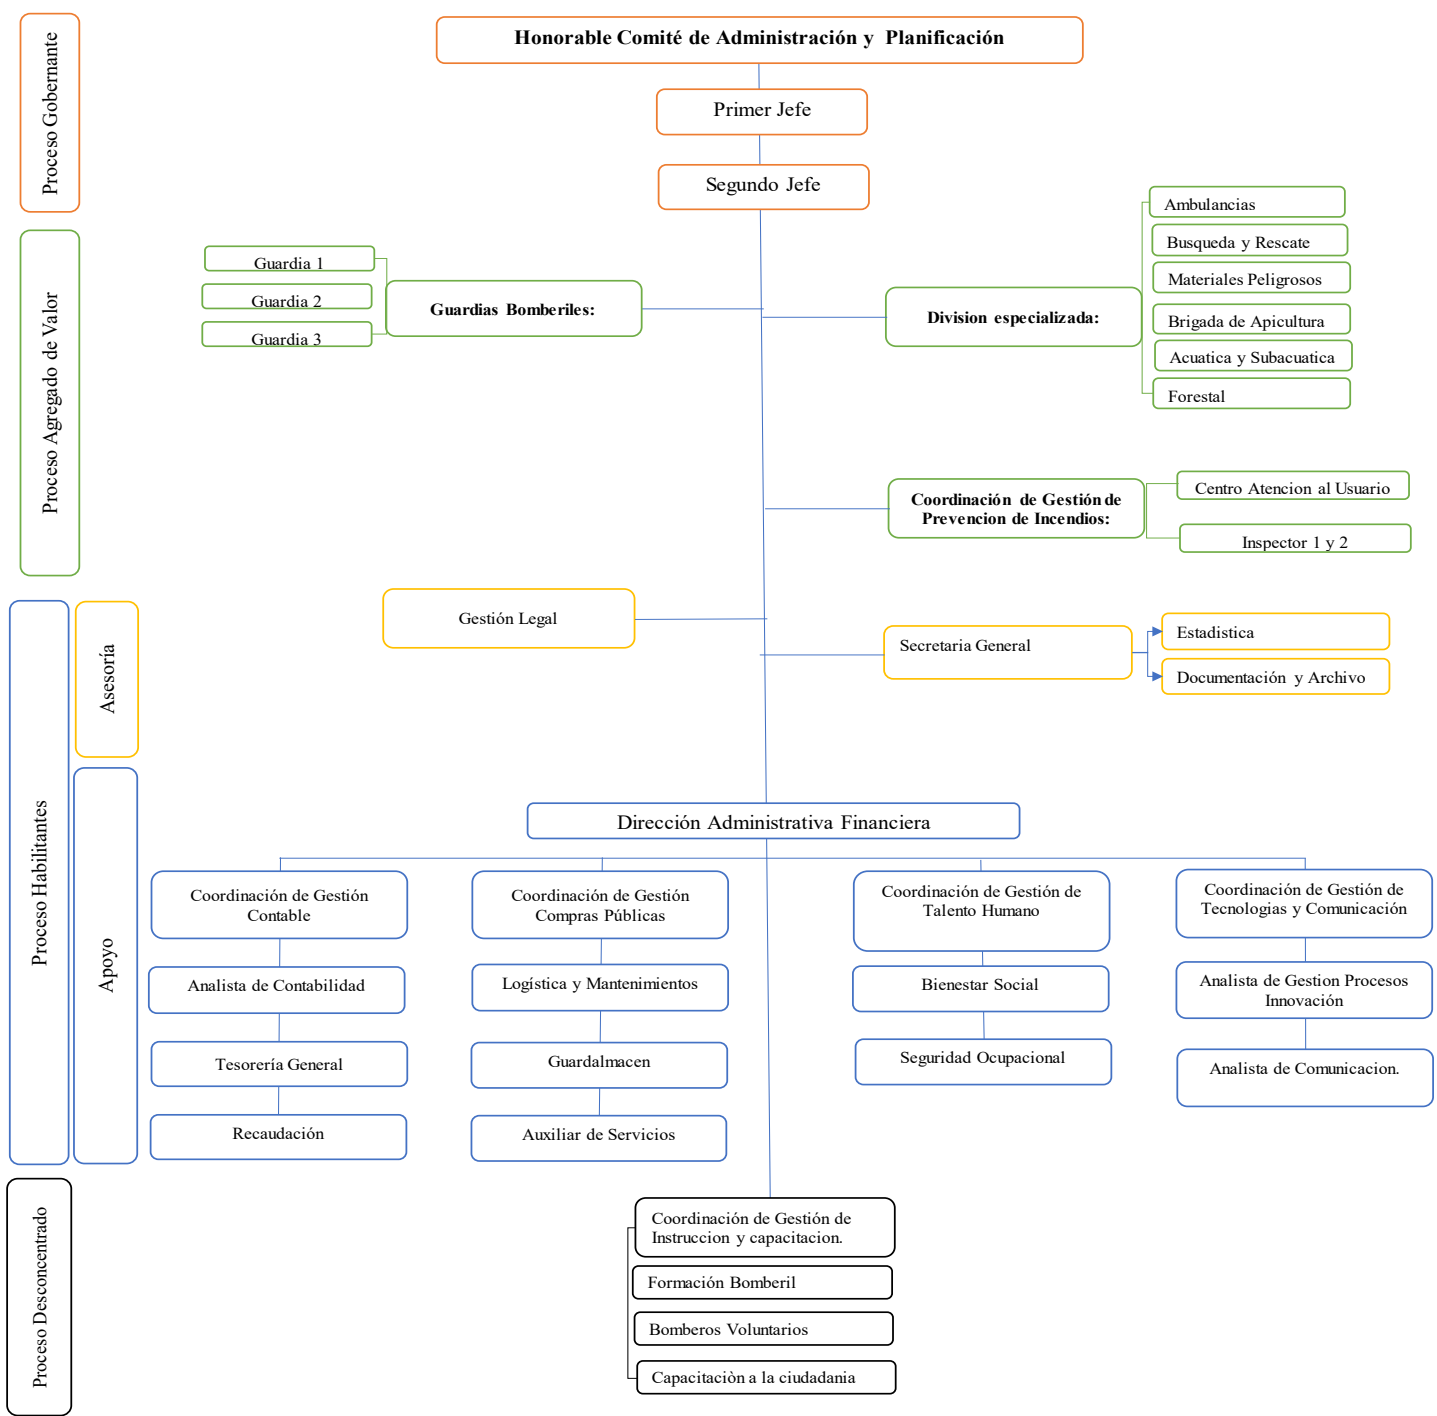 Proceso Gobernante
Honorable Comité de Administración y Planificación
Primer Jefe
Segundo Jefe
Proceso Agregado de Valor
Guardia 1
Guardia 2
Guardia 3
Guardias Bomberiles:
Division especializada:
Ambulancias
Busqueda y Rescate
Materiales Peligrosos
Brigada de Apicultura
Acuatica y Subacuatica
Forestal
Coordinación de Gestión de
Prevencion de Incendios:
Centro Atencion al Usuario
Inspector 1 y 2
Proceso Habilitantes
Asesoría
Gestión Legal
Secretaria General
Estadistica
Documentación y Archivo
Apoyo
Dirección Administrativa Financiera
Coordinación de Gestión
Contable
Analista de Contabilidad
Tesorería General
Recaudación
Coordinación de Gestión
Compras Públicas
Logística y Mantenimientos
Guardalmacen
Auxiliar de Servicios
Coordinación de Gestión de
Talento Humano
Bienestar Social
Seguridad Ocupacional
Coordinación de Gestión de
Tecnologias y Comunicación
Analista de Gestion Procesos
Innovación
Analista de Comunicacion.
Proceso Desconcentrado
Coordinación de Gestión de
Instruccion y capacitacion.
Formación Bomberil
Bomberos Voluntarios
Capacitaciòn a la ciudadania